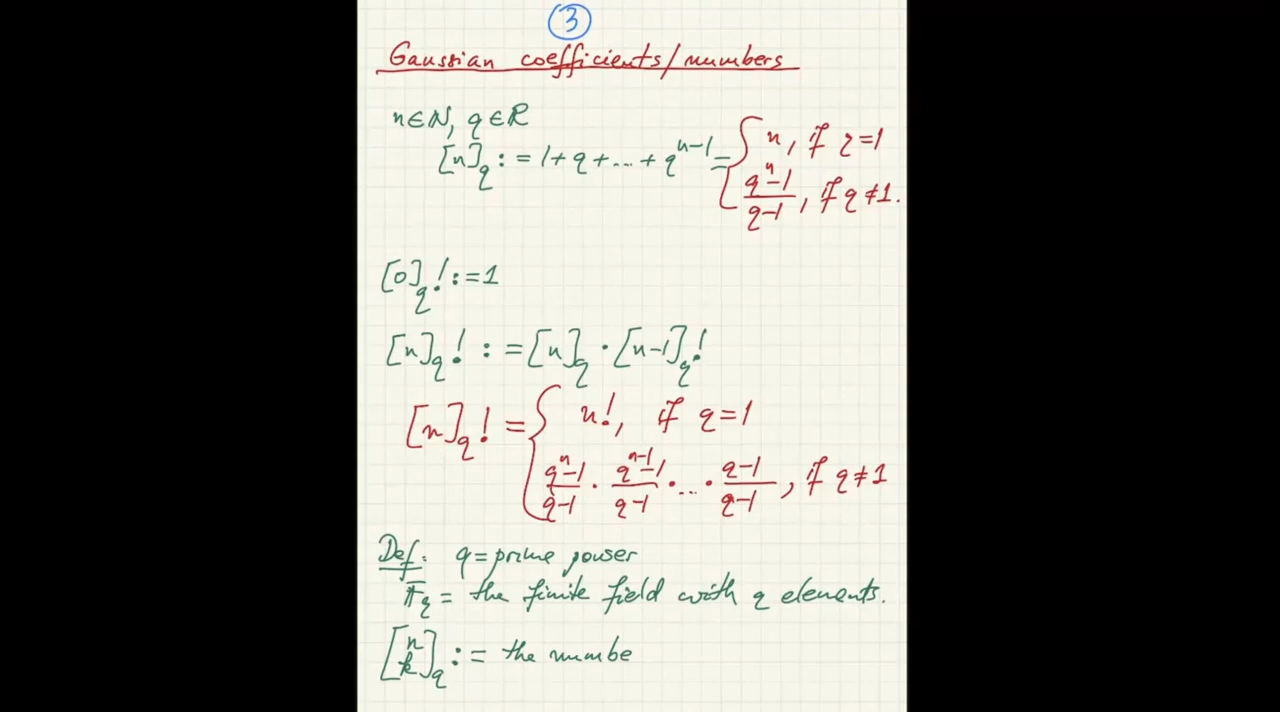 3
Gaussian coefficients/numbers
n∈ℕ, q∈ℝ
[n]_q := 1+q+...+q^{n-1} = { n, if q=1
q^n-1/q-1, if q≠1.
[0]_q! := 1
[n]_q! := [n]_q · [n-1]_q!
[n]_q! = { n!, if q=1
q^n-1/q-1 · q^{n-1}-1/q-1 · ... · q-1/q-1, if q≠1
Def: q = prime power
𝔽_q = the finite field with q elements.
[n k]_q := the numbe